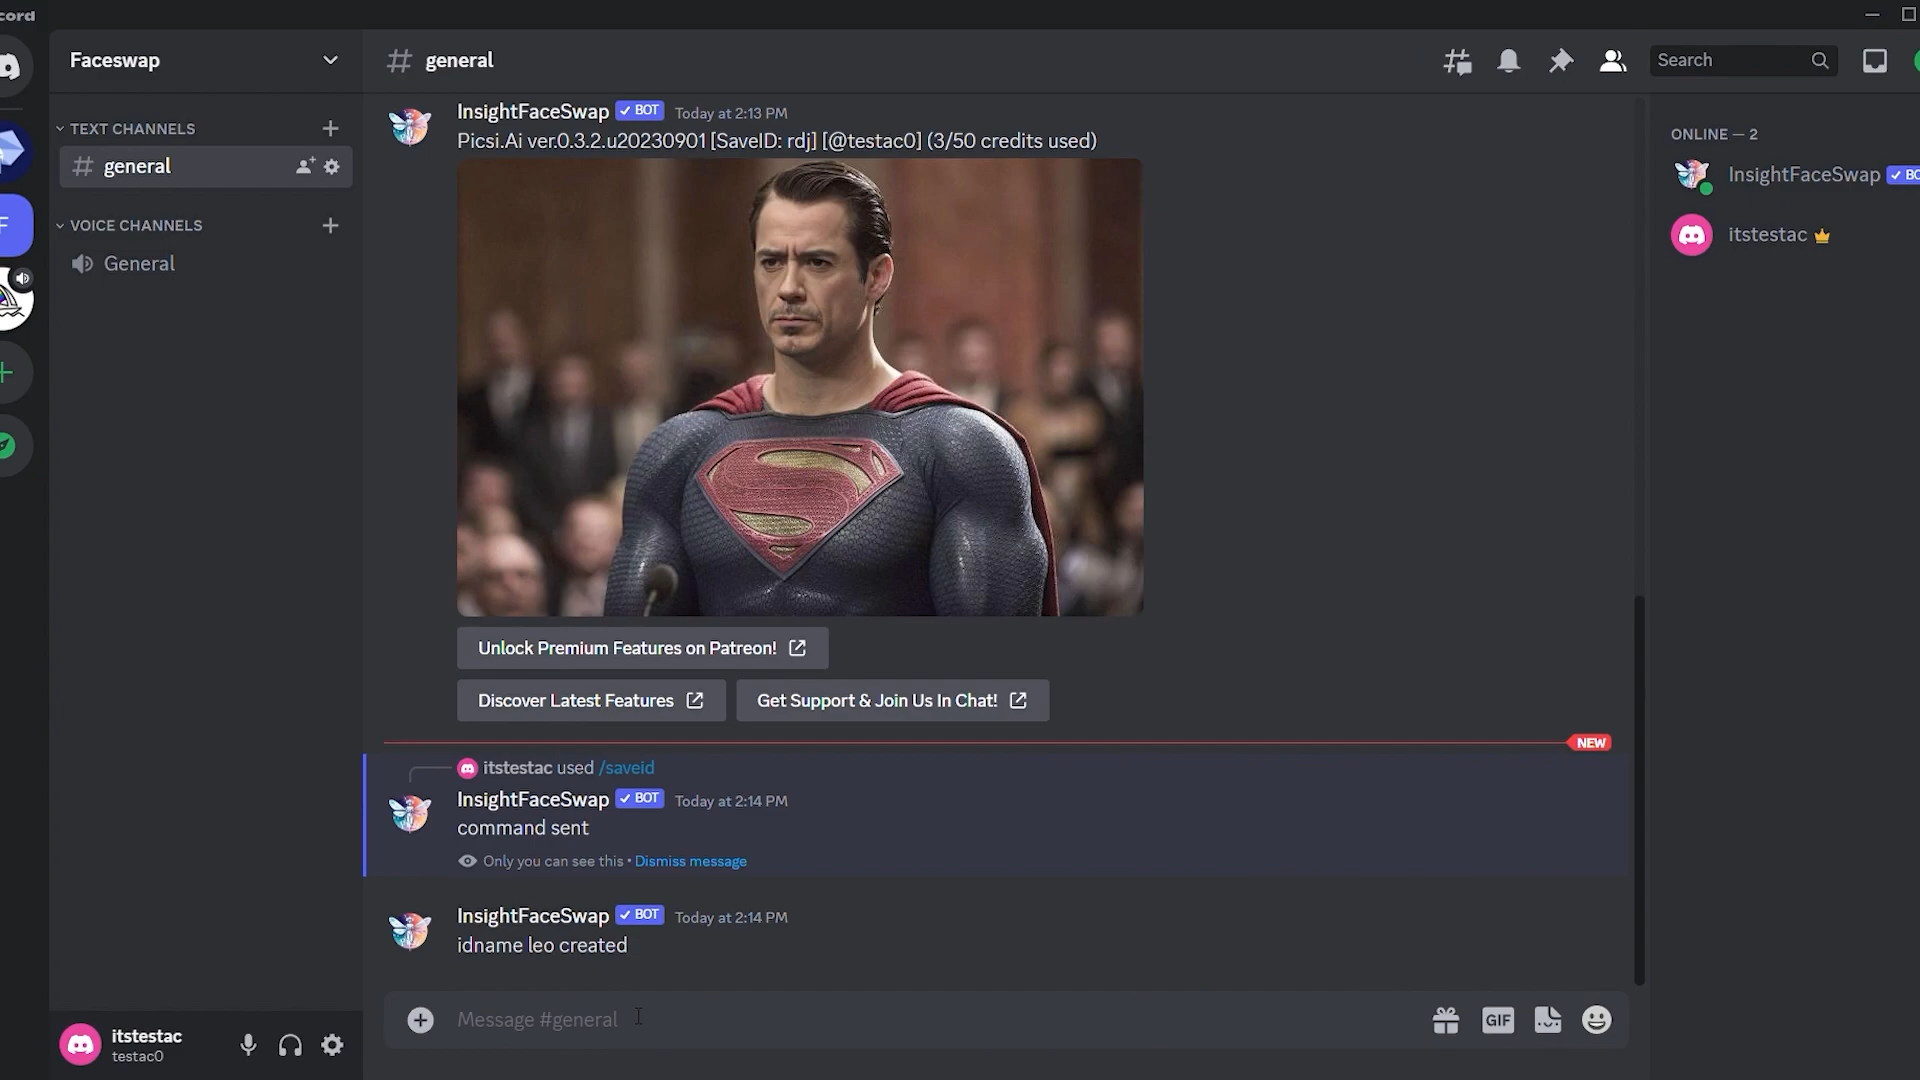 cord
Faceswap
general
Search
TEXT CHANNELS
general
VOICE CHANNELS
General
InsightFaceSwap BOT Today at 2:13 PM
Picsi.Ai ver.0.3.2.u20230901 [SaveID: rdj] [@testac0] (3/50 credits used)
Unlock Premium Features on Patreon!
Discover Latest Features Get Support & Join Us In Chat!
NEW
itstestac used /saveid
InsightFaceSwap BOT Today at 2:14 PM
command sent
Only you can see this • Dismiss message
InsightFaceSwap BOT Today at 2:14 PM
idname leo created
Message #general
GIF
itstestac
testac0
ONLINE — 2
InsightFaceSwap BO
itstestac
F